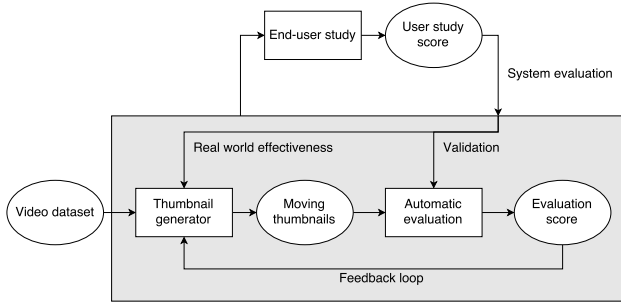 End-user study
User study
score
System evaluation
Real world effectiveness
Validation
Video dataset
Thumbnail
generator
Moving
thumbnails
Automatic
evaluation
Evaluation
score
Feedback loop